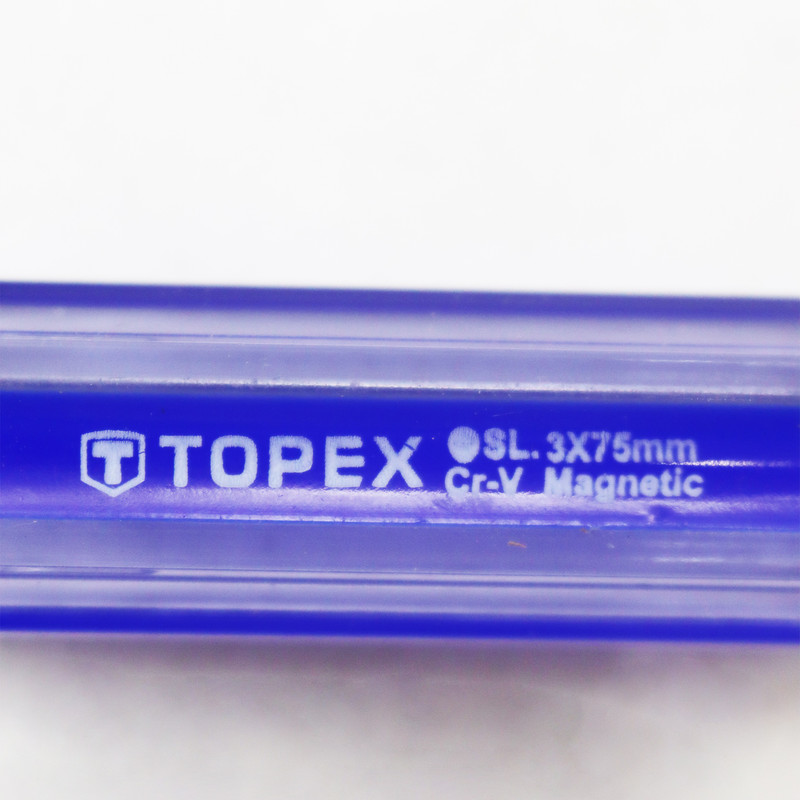 TOPEX
SL. 3X75mm
Cr-V Magnetic